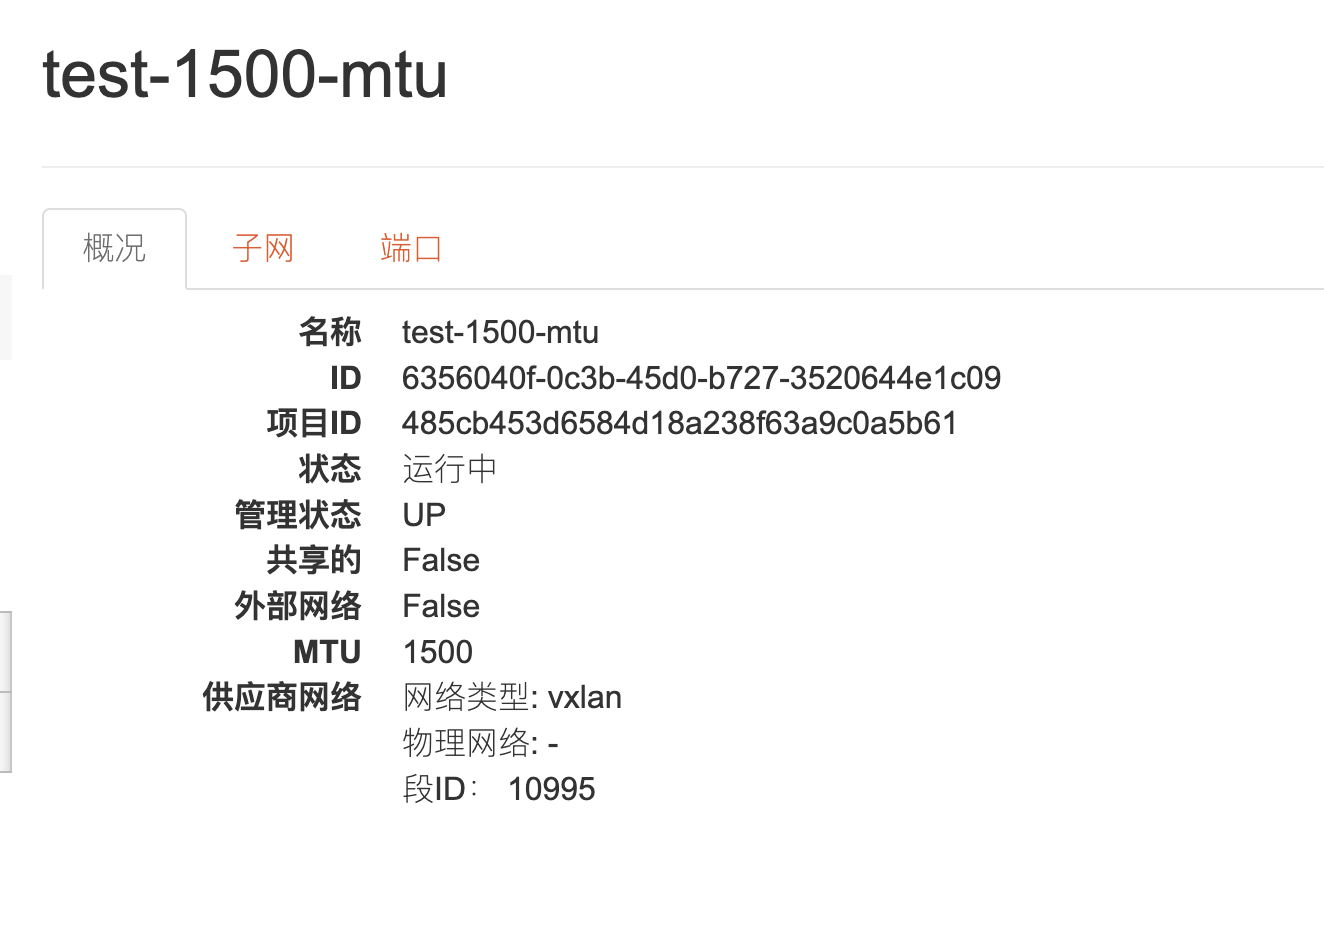 test-1500-mtu
概况 子网 端口
名称 test-1500-mtu
ID 6356040f-0c3b-45d0-b727-3520644e1c09
项目ID 485cb453d6584d18a238f63a9c0a5b61
状态 运行中
管理状态 UP
共享的 False
外部网络 False
MTU 1500
供应商网络 网络类型: vxlan
物理网络: -
段ID： 10995